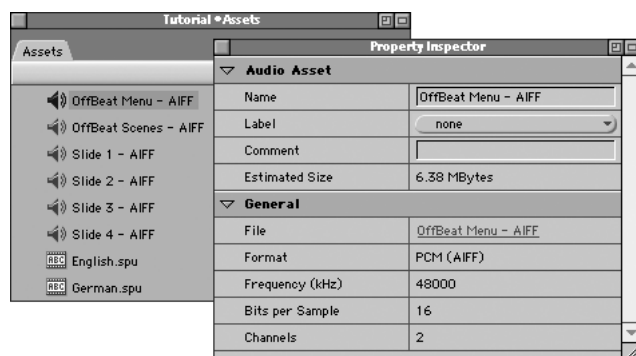 Tutorial •Assets
Assets
OffBeat Menu - AIFF
OffBeat Scenes - AIFF
Slide 1 - AIFF
Slide 2 - AIFF
Slide 3 - AIFF
Slide 4 - AIFF
ABC English.spu
ABC German.spu
Property Inspector
Audio Asset
Name OffBeat Menu - AIFF
Label none
Comment
Estimated Size 6.38 MBytes
General
File OffBeat Menu - AIFF
Format PCM (AIFF)
Frequency (kHz) 48000
Bits per Sample 16
Channels 2